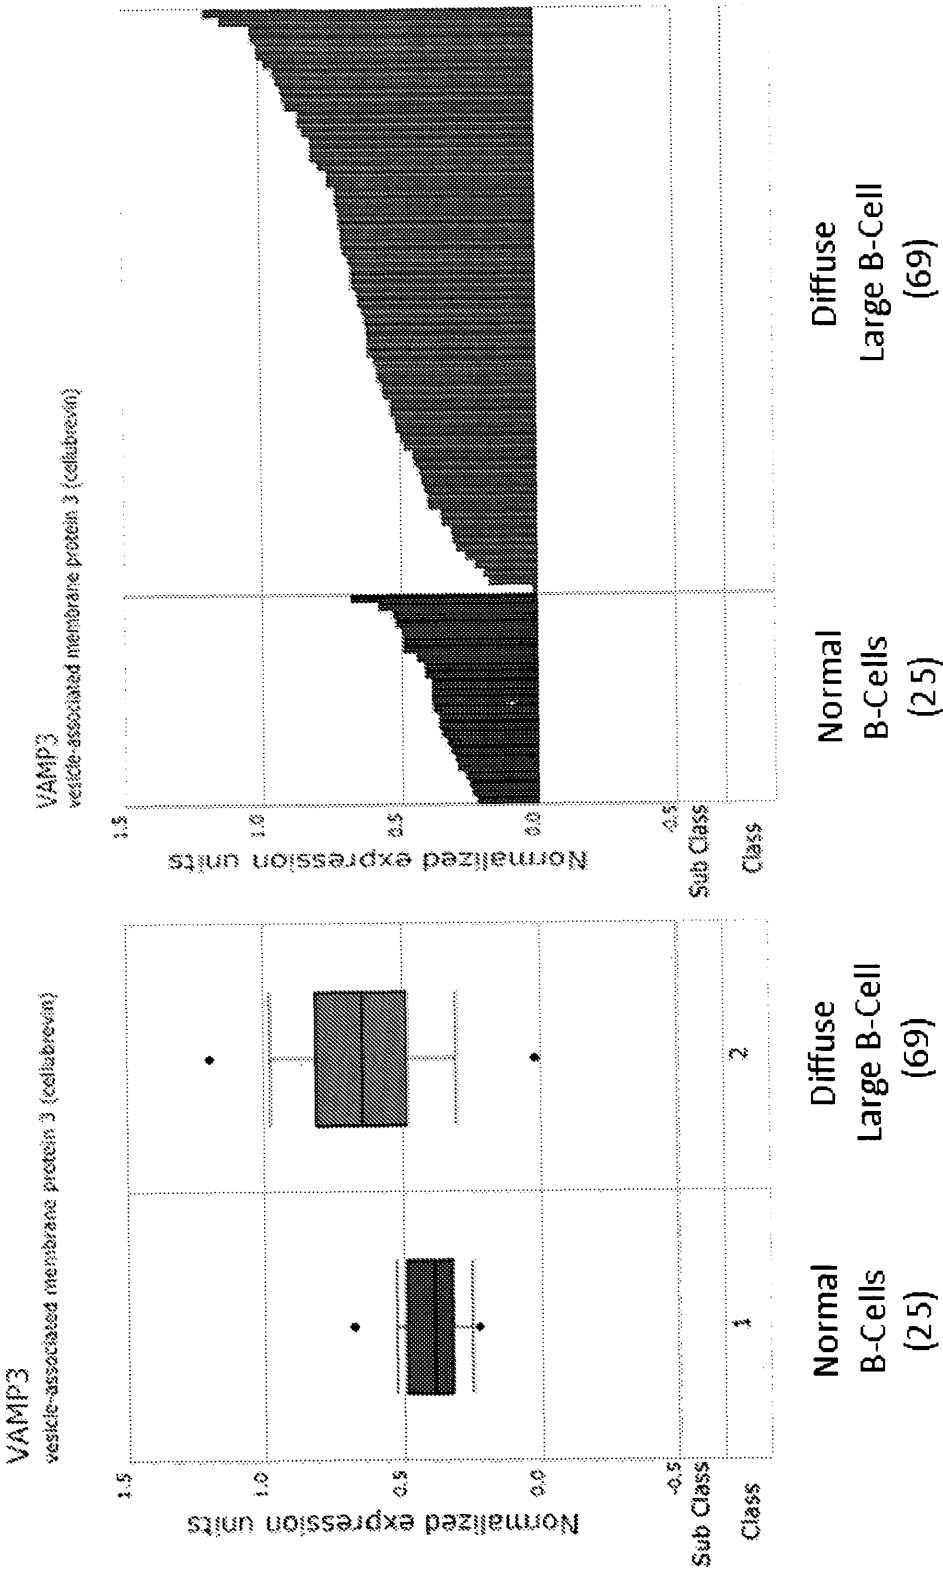 VAMP3
vesicle-associated membrane protein 3 (cellubrevin)
Normalized expression units
1.5
1.0
0.5
0.0
-0.5
Sub Class
Class
1
2
Normal
B-Cells
(25)
Diffuse
Large B-Cell
(69)
VAMP3
vesicle-associated membrane protein 3 (cellubrevin)
Normalized expression units
1.5
1.0
0.5
0.0
-0.5
Sub Class
Class
Normal
B-Cells
(25)
Diffuse
Large B-Cell
(69)